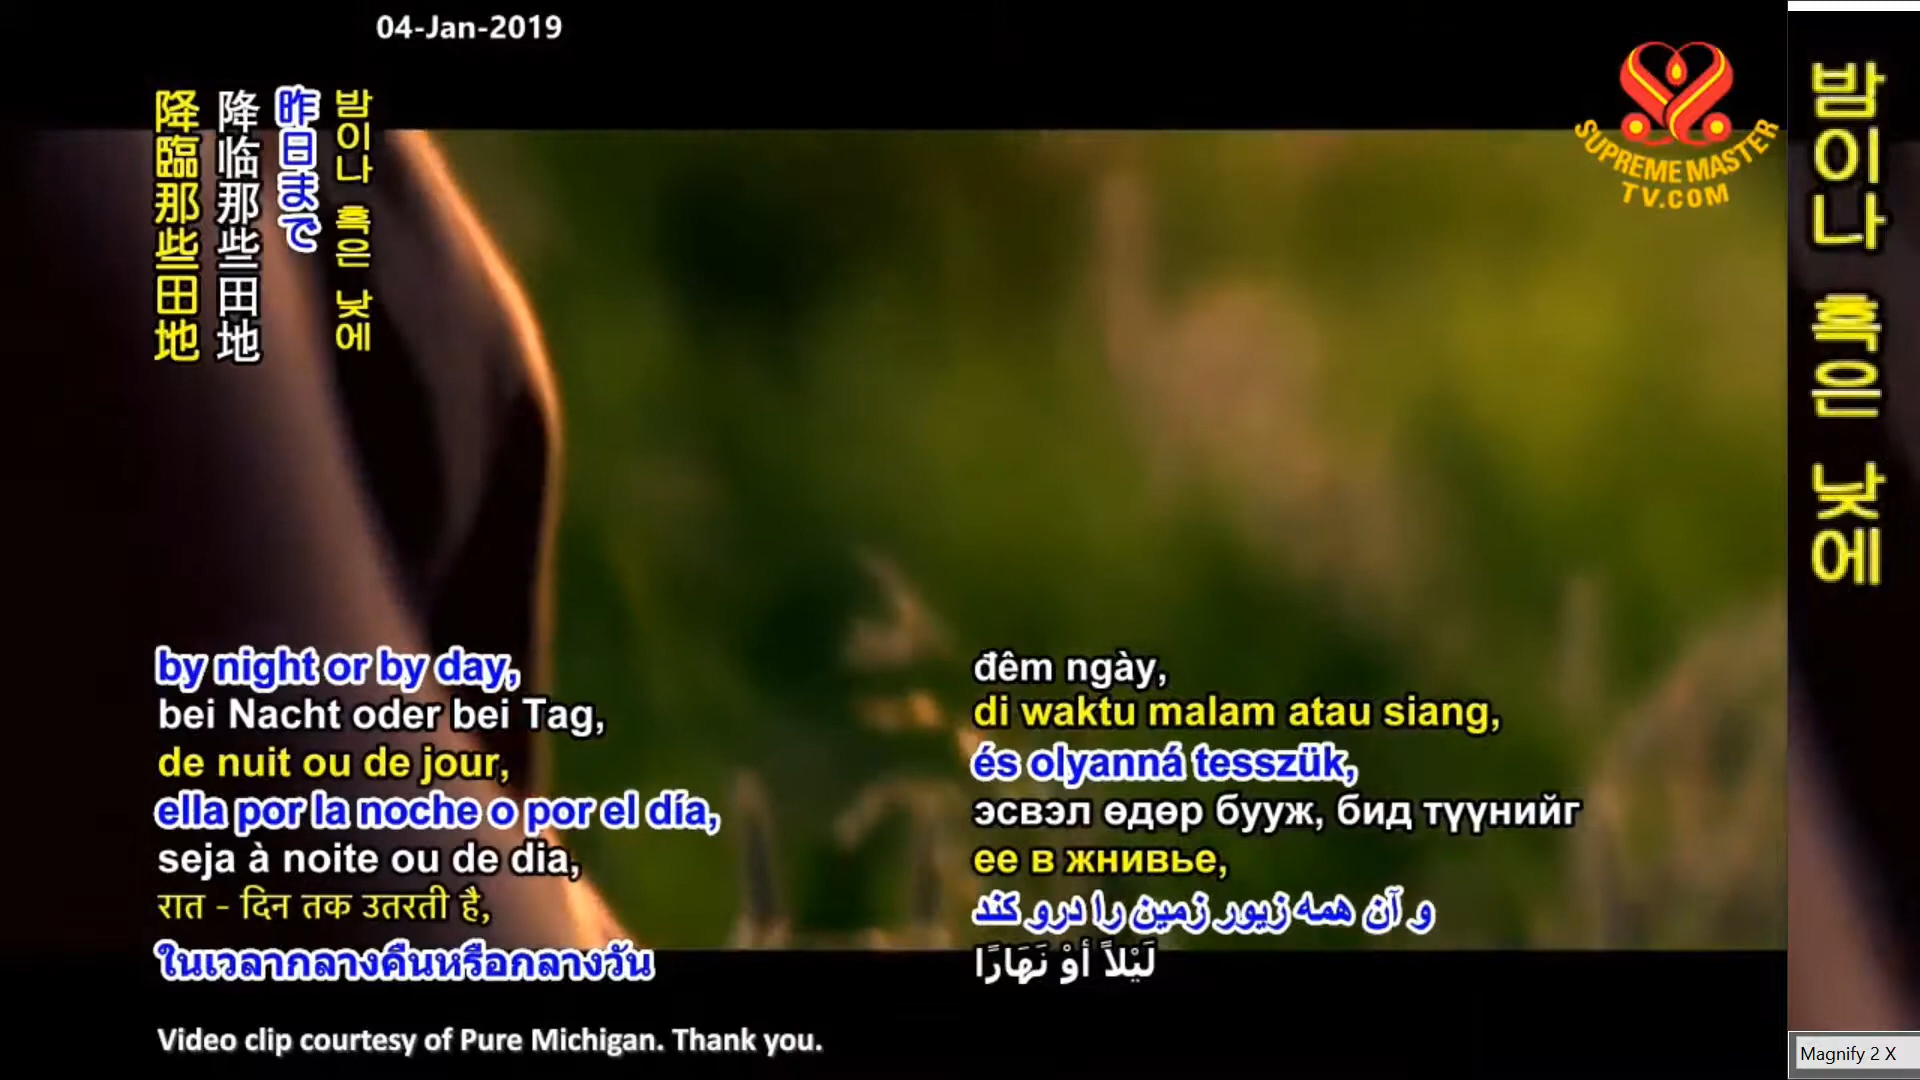 04-Jan-2019
降臨那些田地
降临那些田地
昨日まで
밤이나 혹은 낮에
SUPREME MASTER
TV.COM
밤이나 혹은 낮에
by night or by day,
bei Nacht oder bei Tag,
de nuit ou de jour,
ella por la noche o por el día,
seja à noite ou de dia,
रात - दिन तक उतरती है,
ในเวลากลางคืนหรือกลางวัน
đêm ngày,
di waktu malam atau siang,
és olyanná tesszük,
эсвэл өдөр бууж, бид түүнийг
ее в жнивье,
و آن همه زیور زمین را درو کند
لَيْلاً أوْ نَهَارًا
Video clip courtesy of Pure Michigan. Thank you.
Magnify 2 X